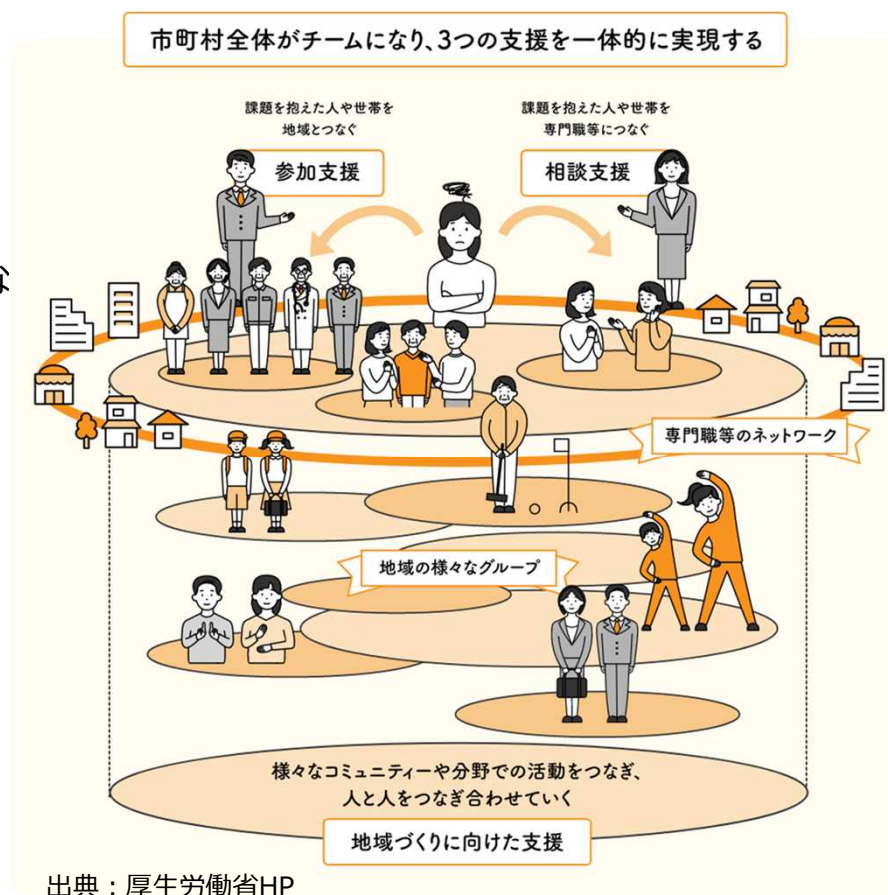 市町村全体がチームになり、3つの支援を一体的に実現する
課題を抱えた人や世帯を
地域とつなぐ
参加支援
課題を抱えた人や世帯を
専門職等につなぐ
相談支援
な
専門職等のネットワーク
地域の様々なグループ
様々なコミュニティーや分野での活動をつなぎ、
人と人をつなぎ合わせていく
地域づくりに向けた支援
出典：厚生労働省HP